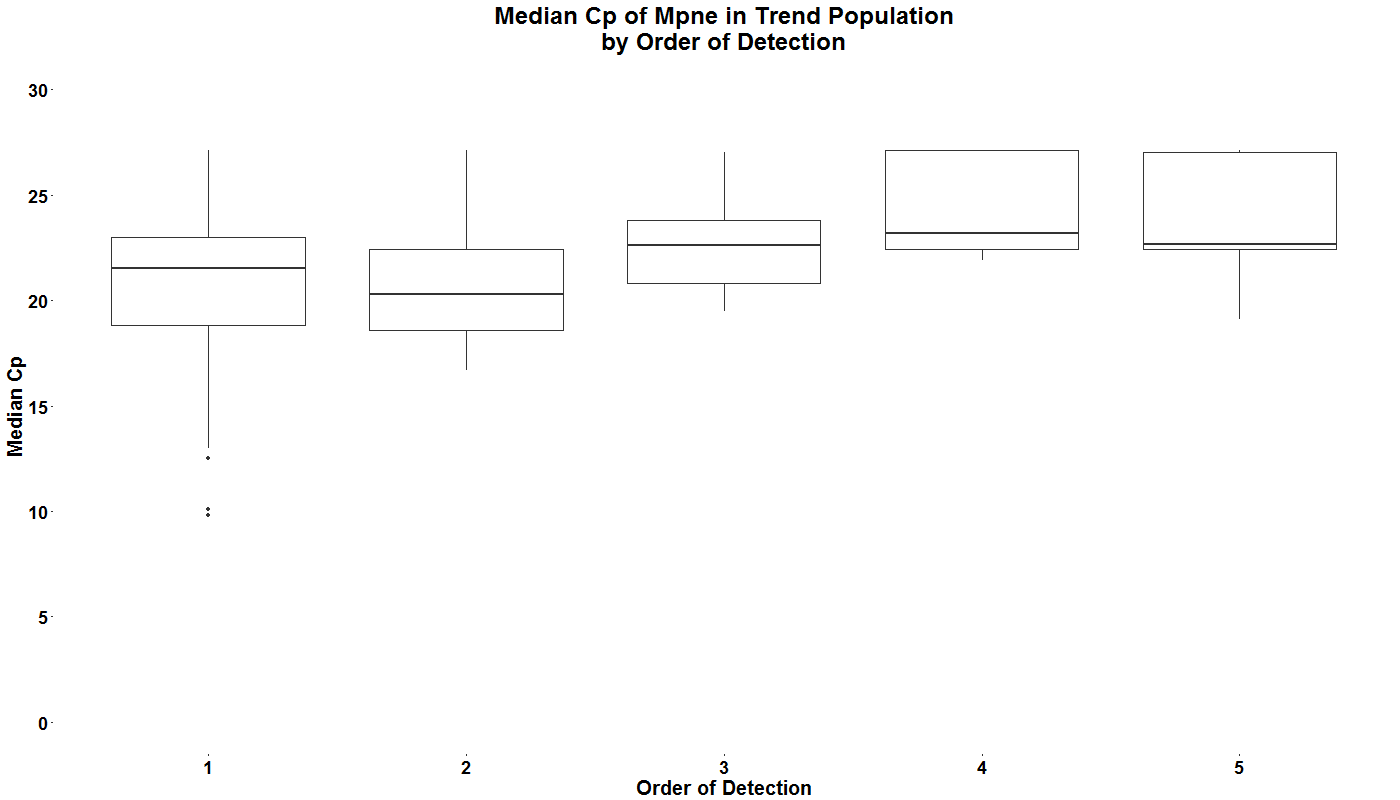 Median Cp of Mpne in Trend Population
by Order of Detection
30
25
20
15
10
5
0
Median Cp
1 2 3 4 5
Order of Detection